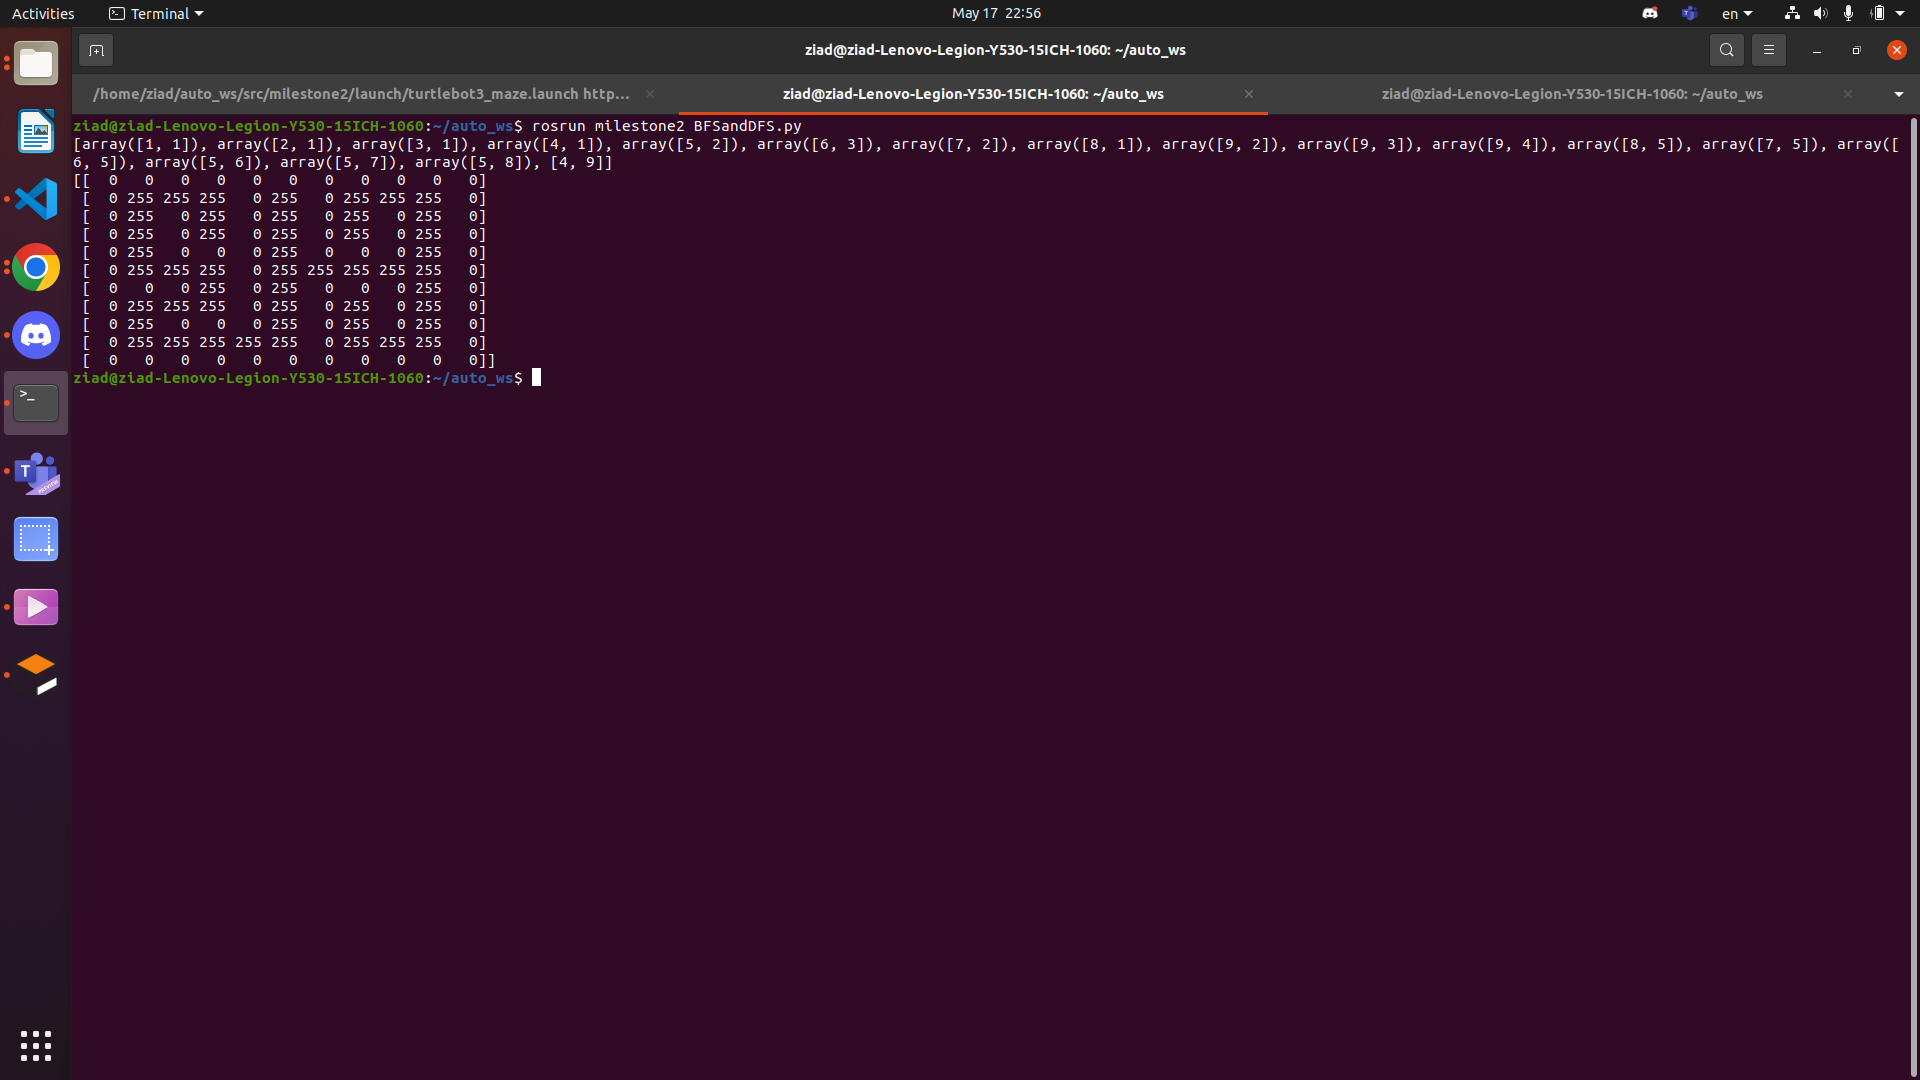 Activities
Terminal
May 17 22:56
en
ziad@ziad-Lenovo-Legion-Y530-15ICH-1060: ~/auto_ws
/home/ziad/auto_ws/src/milestone2/launch/turtlebot3_maze.launch http...
ziad@ziad-Lenovo-Legion-Y530-15ICH-1060: ~/auto_ws
ziad@ziad-Lenovo-Legion-Y530-15ICH-1060: ~/auto_ws
ziad@ziad-Lenovo-Legion-Y530-15ICH-1060:~/auto_ws$ rosrun milestone2 BFSandDFS.py
[array([1, 1]), array([2, 1]), array([3, 1]), array([4, 1]), array([5, 2]), array([6, 3]), array([7, 2]), array([8, 1]), array([9, 2]), array([9, 3]), array([9, 4]), array([8, 5]), array([7, 5]), array([
6, 5]), array([5, 6]), array([5, 7]), array([5, 8]), [4, 9]]
[[  0   0   0   0   0   0   0   0   0   0   0]
 [  0 255 255 255   0 255   0 255 255 255   0]
 [  0 255   0 255   0 255   0 255   0 255   0]
 [  0 255   0 255   0 255   0 255   0 255   0]
 [  0 255   0   0   0 255   0   0   0 255   0]
 [  0 255 255 255   0 255 255 255 255 255   0]
 [  0   0   0 255   0 255   0   0   0 255   0]
 [  0 255 255 255   0 255   0 255   0 255   0]
 [  0 255   0   0   0 255   0 255   0 255   0]
 [  0 255 255 255 255 255   0 255 255 255   0]
 [  0   0   0   0   0   0   0   0   0   0   0]]
ziad@ziad-Lenovo-Legion-Y530-15ICH-1060:~/auto_ws$